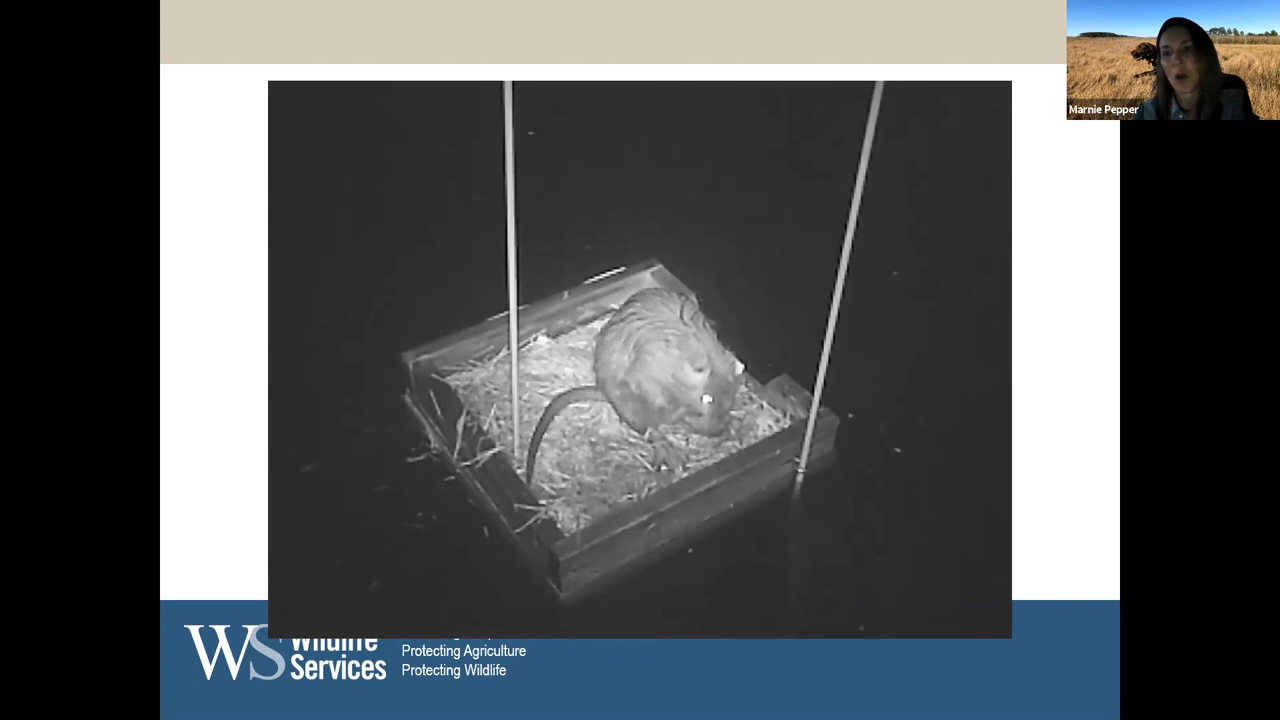 Marnie Pepper
WS Wildlife
Services
Protecting Agriculture
Protecting Wildlife